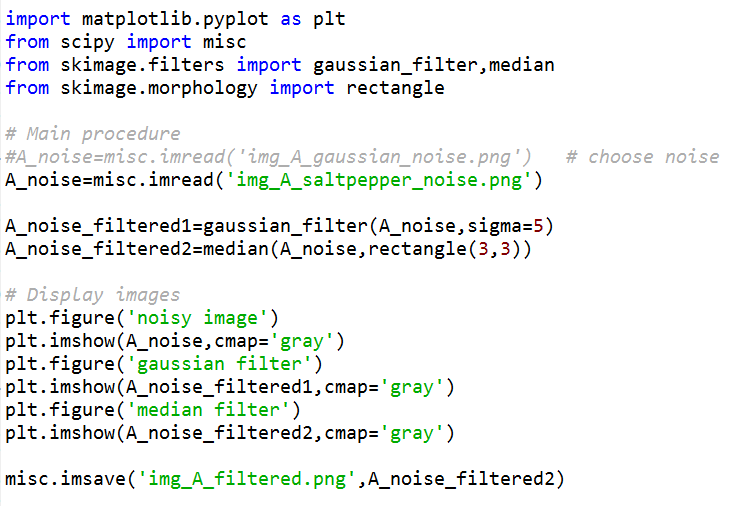 import matplotlib.pyplot as plt
from scipy import misc
from skimage.filters import gaussian_filter,median
from skimage.morphology import rectangle
# Main procedure
#A_noise=misc.imread('img_A_gaussian_noise.png')   # choose noise
A_noise=misc.imread('img_A_saltpepper_noise.png')
A_noise_filtered1=gaussian_filter(A_noise,sigma=5)
A_noise_filtered2=median(A_noise,rectangle(3,3))
# Display images
plt.figure('noisy image')
plt.imshow(A_noise,cmap='gray')
plt.figure('gaussian filter')
plt.imshow(A_noise_filtered1,cmap='gray')
plt.figure('median filter')
plt.imshow(A_noise_filtered2,cmap='gray')
misc.imsave('img_A_filtered.png',A_noise_filtered2)